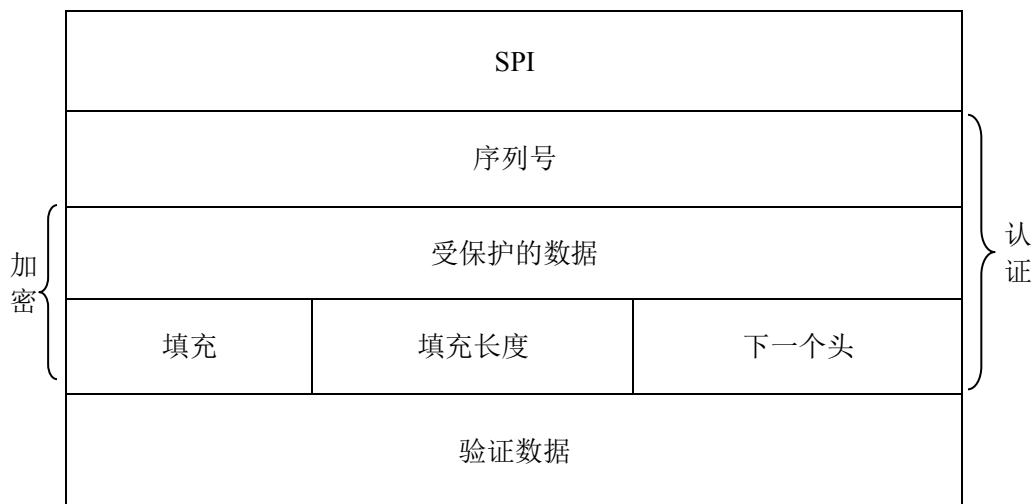 SPI
序列号
受保护的数据
加
密
认
证
填充 填充长度 下一个头
验证数据